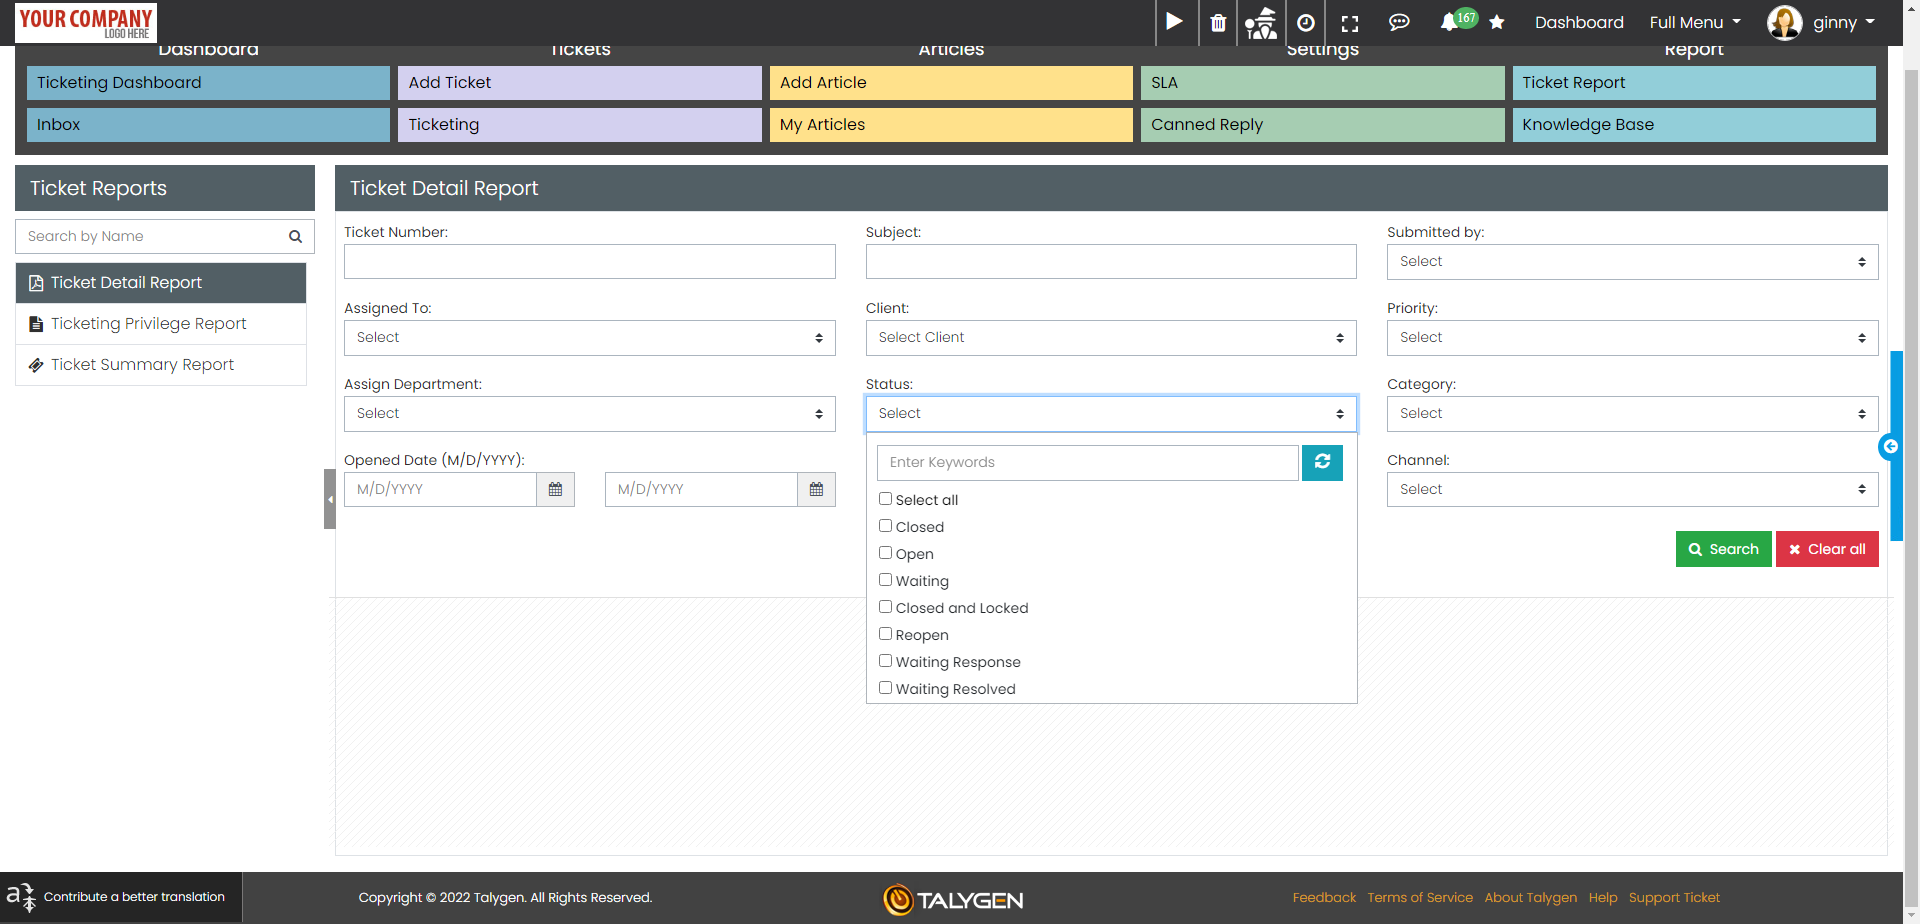 YOUR COMPANY
LOGO HERE
167
Dashboard
Full Menu
ginny
Dashboard
Tickets
Articles
Settings
Report
Ticketing Dashboard
Add Ticket
Add Article
SLA
Ticket Report
Inbox
Ticketing
My Articles
Canned Reply
Knowledge Base
Ticket Reports
Search by Name
Ticket Detail Report
Ticketing Privilege Report
Ticket Summary Report
Ticket Detail Report
Ticket Number:
Subject:
Submitted by:
Select
Assigned To:
Client:
Priority:
Select
Select Client
Select
Assign Department:
Status:
Category:
Select
Select
Select
Opened Date (M/D/YYYY):
Channel:
M/D/YYYY
M/D/YYYY
Select
Enter Keywords
Select all
Closed
Open
Waiting
Closed and Locked
Reopen
Waiting Response
Waiting Resolved
Search
Clear all
Contribute a better translation
Copyright © 2022 Talygen. All Rights Reserved.
TALYGEN
Feedback
Terms of Service
About Talygen
Help
Support Ticket